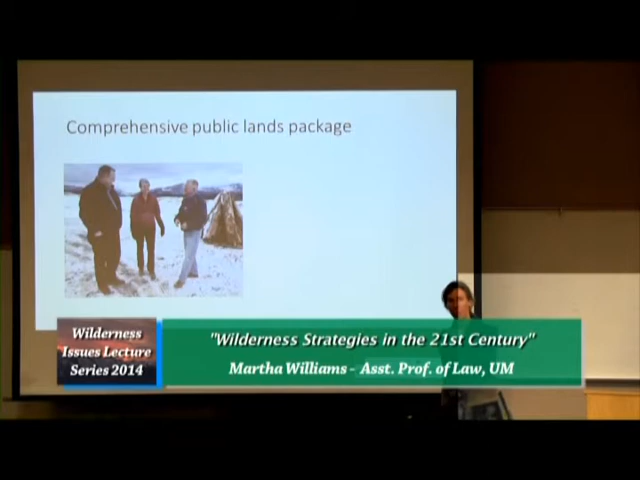 Comprehensive public lands package
Wilderness
Issues Lecture
Series 2014
"Wilderness Strategies in the 21st Century"
Martha Williams - Asst. Prof. of Law, UM